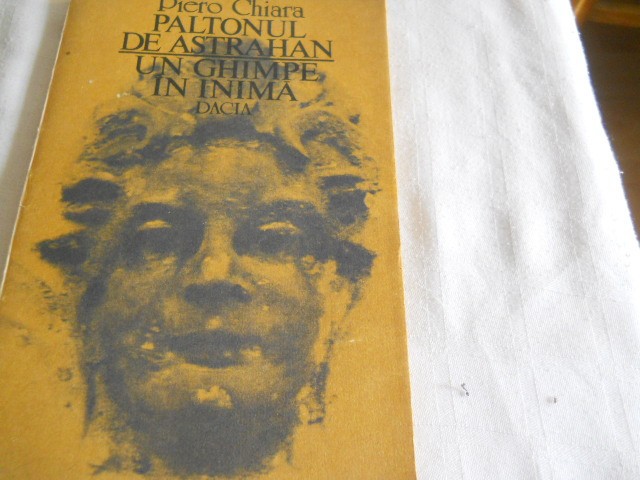 Piero Chiara
PALTONUL
DE ASTRAHAN
UN GHIMPE
ÎN INIMĂ
DACIA